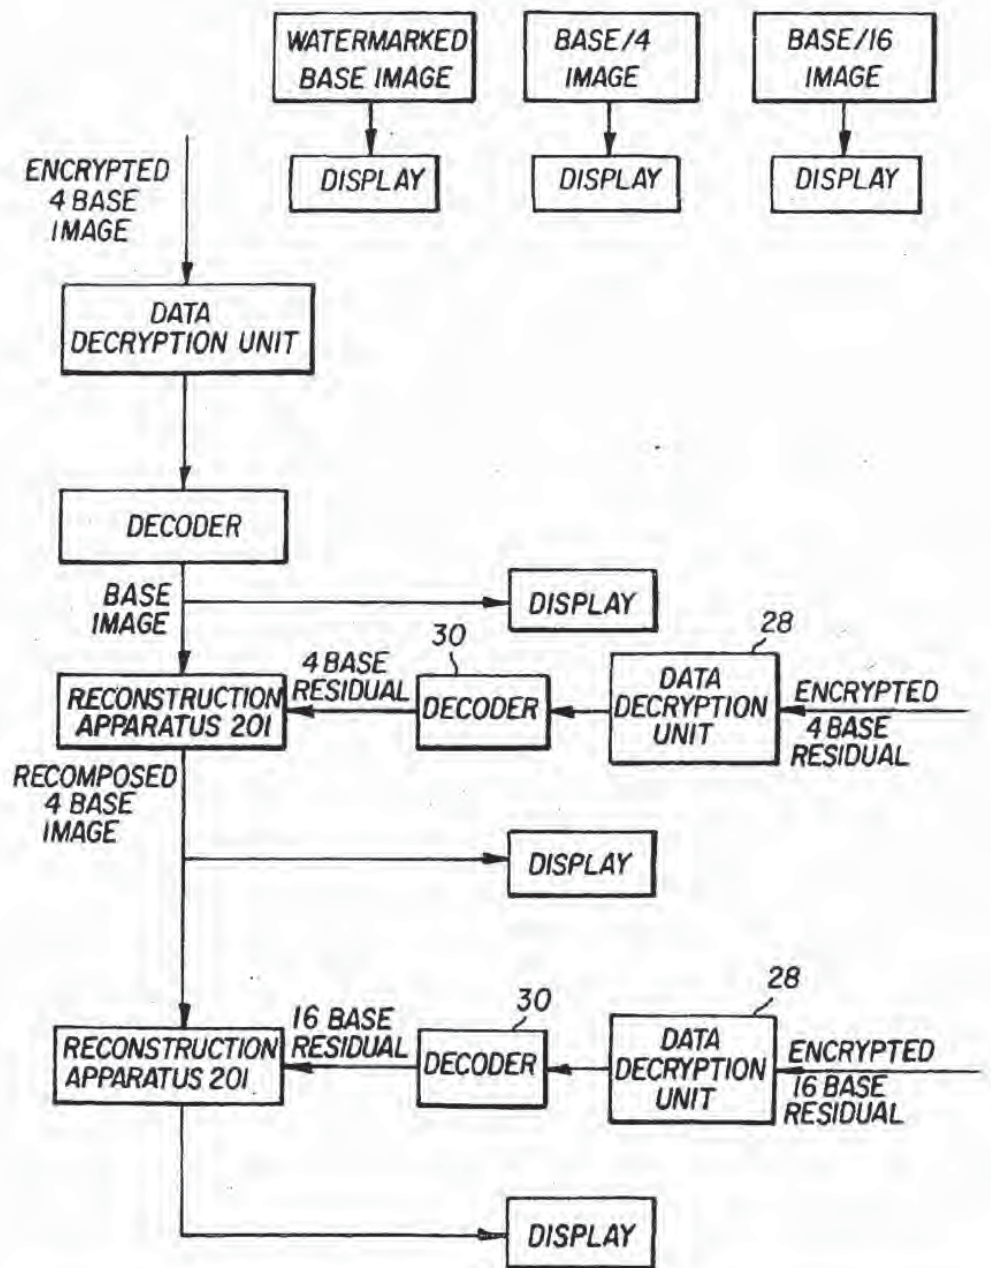 WATERMARKED
BASE IMAGE
BASE/4
IMAGE
BASE/16
IMAGE
DISPLAY
DISPLAY
DISPLAY
ENCRYPTED
4 BASE
IMAGE
DATA
DECRYPTION UNIT
DECODER
BASE
IMAGE
DISPLAY
RECONSTRUCTION
APPARATUS 201
4 BASE
RESIDUAL
30
DECODER
28
DATA
DECRYPTION
UNIT
ENCRYPTED
4 BASE
RESIDUAL
RECOMPOSED
4 BASE
IMAGE
DISPLAY
RECONSTRUCTION
APPARATUS 201
16 BASE
RESIDUAL
30
DECODER
28
DATA
DECRYPTION
UNIT
ENCRYPTED
16 BASE
RESIDUAL
DISPLAY